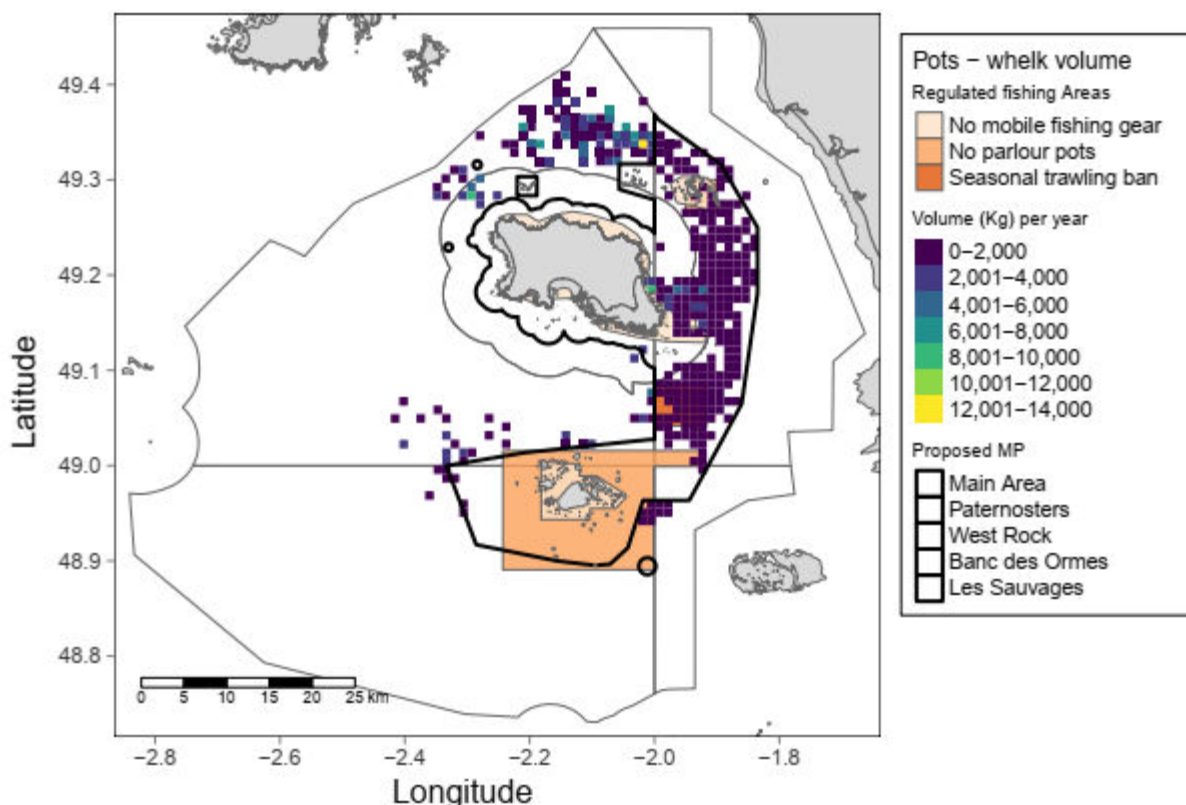 Pots − whelk volume
Regulated fishing Areas
No mobile fishing gear
No parlour pots
Seasonal trawling ban
Volume (Kg) per year
0−2,000
2,001−4,000
4,001−6,000
6,001−8,000
8,001−10,000
10,001−12,000
12,001−14,000
Proposed MP
Main Area
Paternosters
West Rock
Banc des Ormes
Les Sauvages
Latitude
49.4
49.3
49.2
49.1
49.0
48.9
48.8
0 5 10 15 20 25 km
−2.8 −2.6 −2.4 −2.2 −2.0 −1.8
Longitude